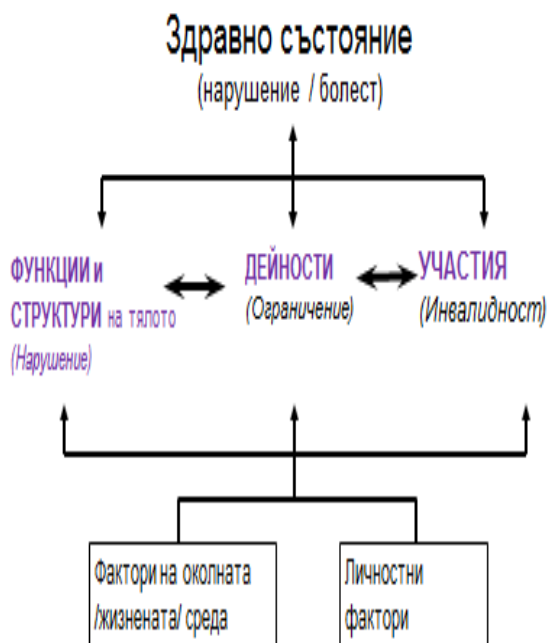 Здравно състояние
(нарушение / болест)
ФУНКЦИИ и
СТРУКТУРИ на тялото
(Нарушение)
ДЕЙНОСТИ
(Ограничение)
УЧАСТИЯ
(Инвалидност)
Фактори на околната
/жизнената/ среда
Личностни
фактори